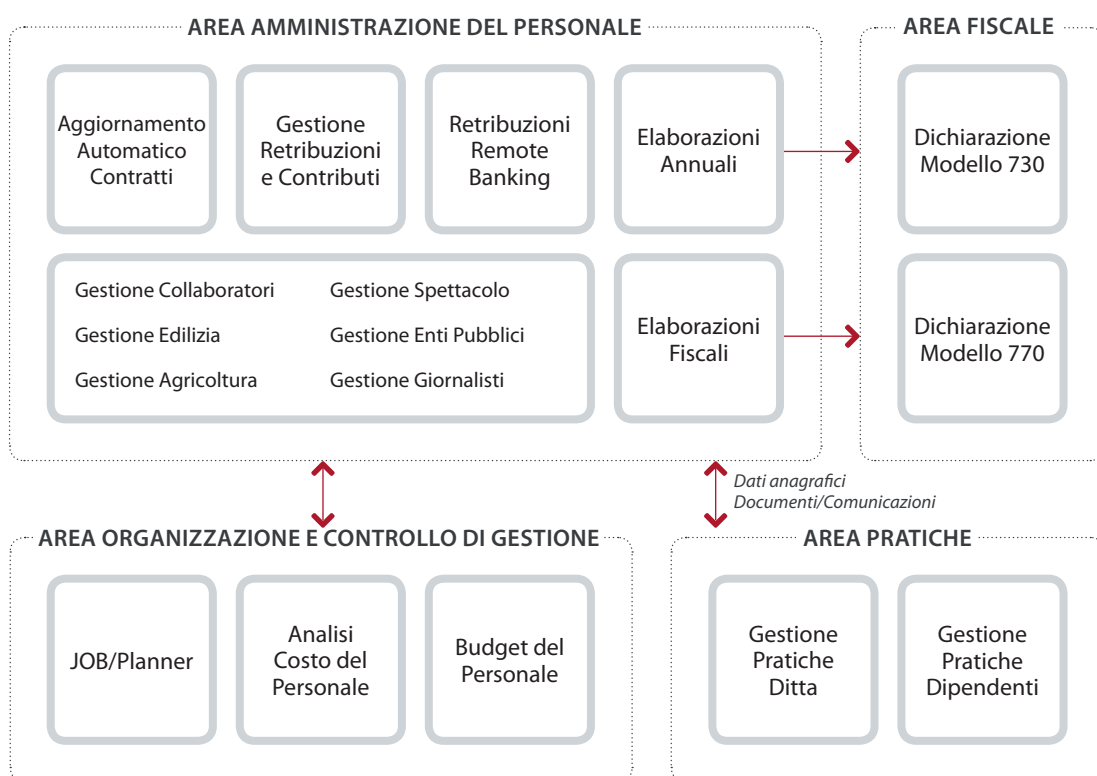 AREA AMMINISTRAZIONE DEL PERSONALE
Aggiornamento
Automatico
Contratti
Gestione
Retribuzioni
e Contributi
Retribuzioni
Remote
Banking
Elaborazioni
Annuali
Gestione Collaboratori
Gestione Edilizia
Gestione Agricoltura
Gestione Spettacolo
Gestione Enti Pubblici
Gestione Giornalisti
Elaborazioni
Fiscali
AREA FISCALE
Dichiarazione
Modello 730
Dichiarazione
Modello 770
Dati anagrafici
Documenti/Comunicazioni
AREA ORGANIZZAZIONE E CONTROLLO DI GESTIONE
JOB/Planner
Analisi
Costo del
Personale
Budget del
Personale
AREA PRATICHE
Gestione
Pratiche
Ditta
Gestione
Pratiche
Dipendenti